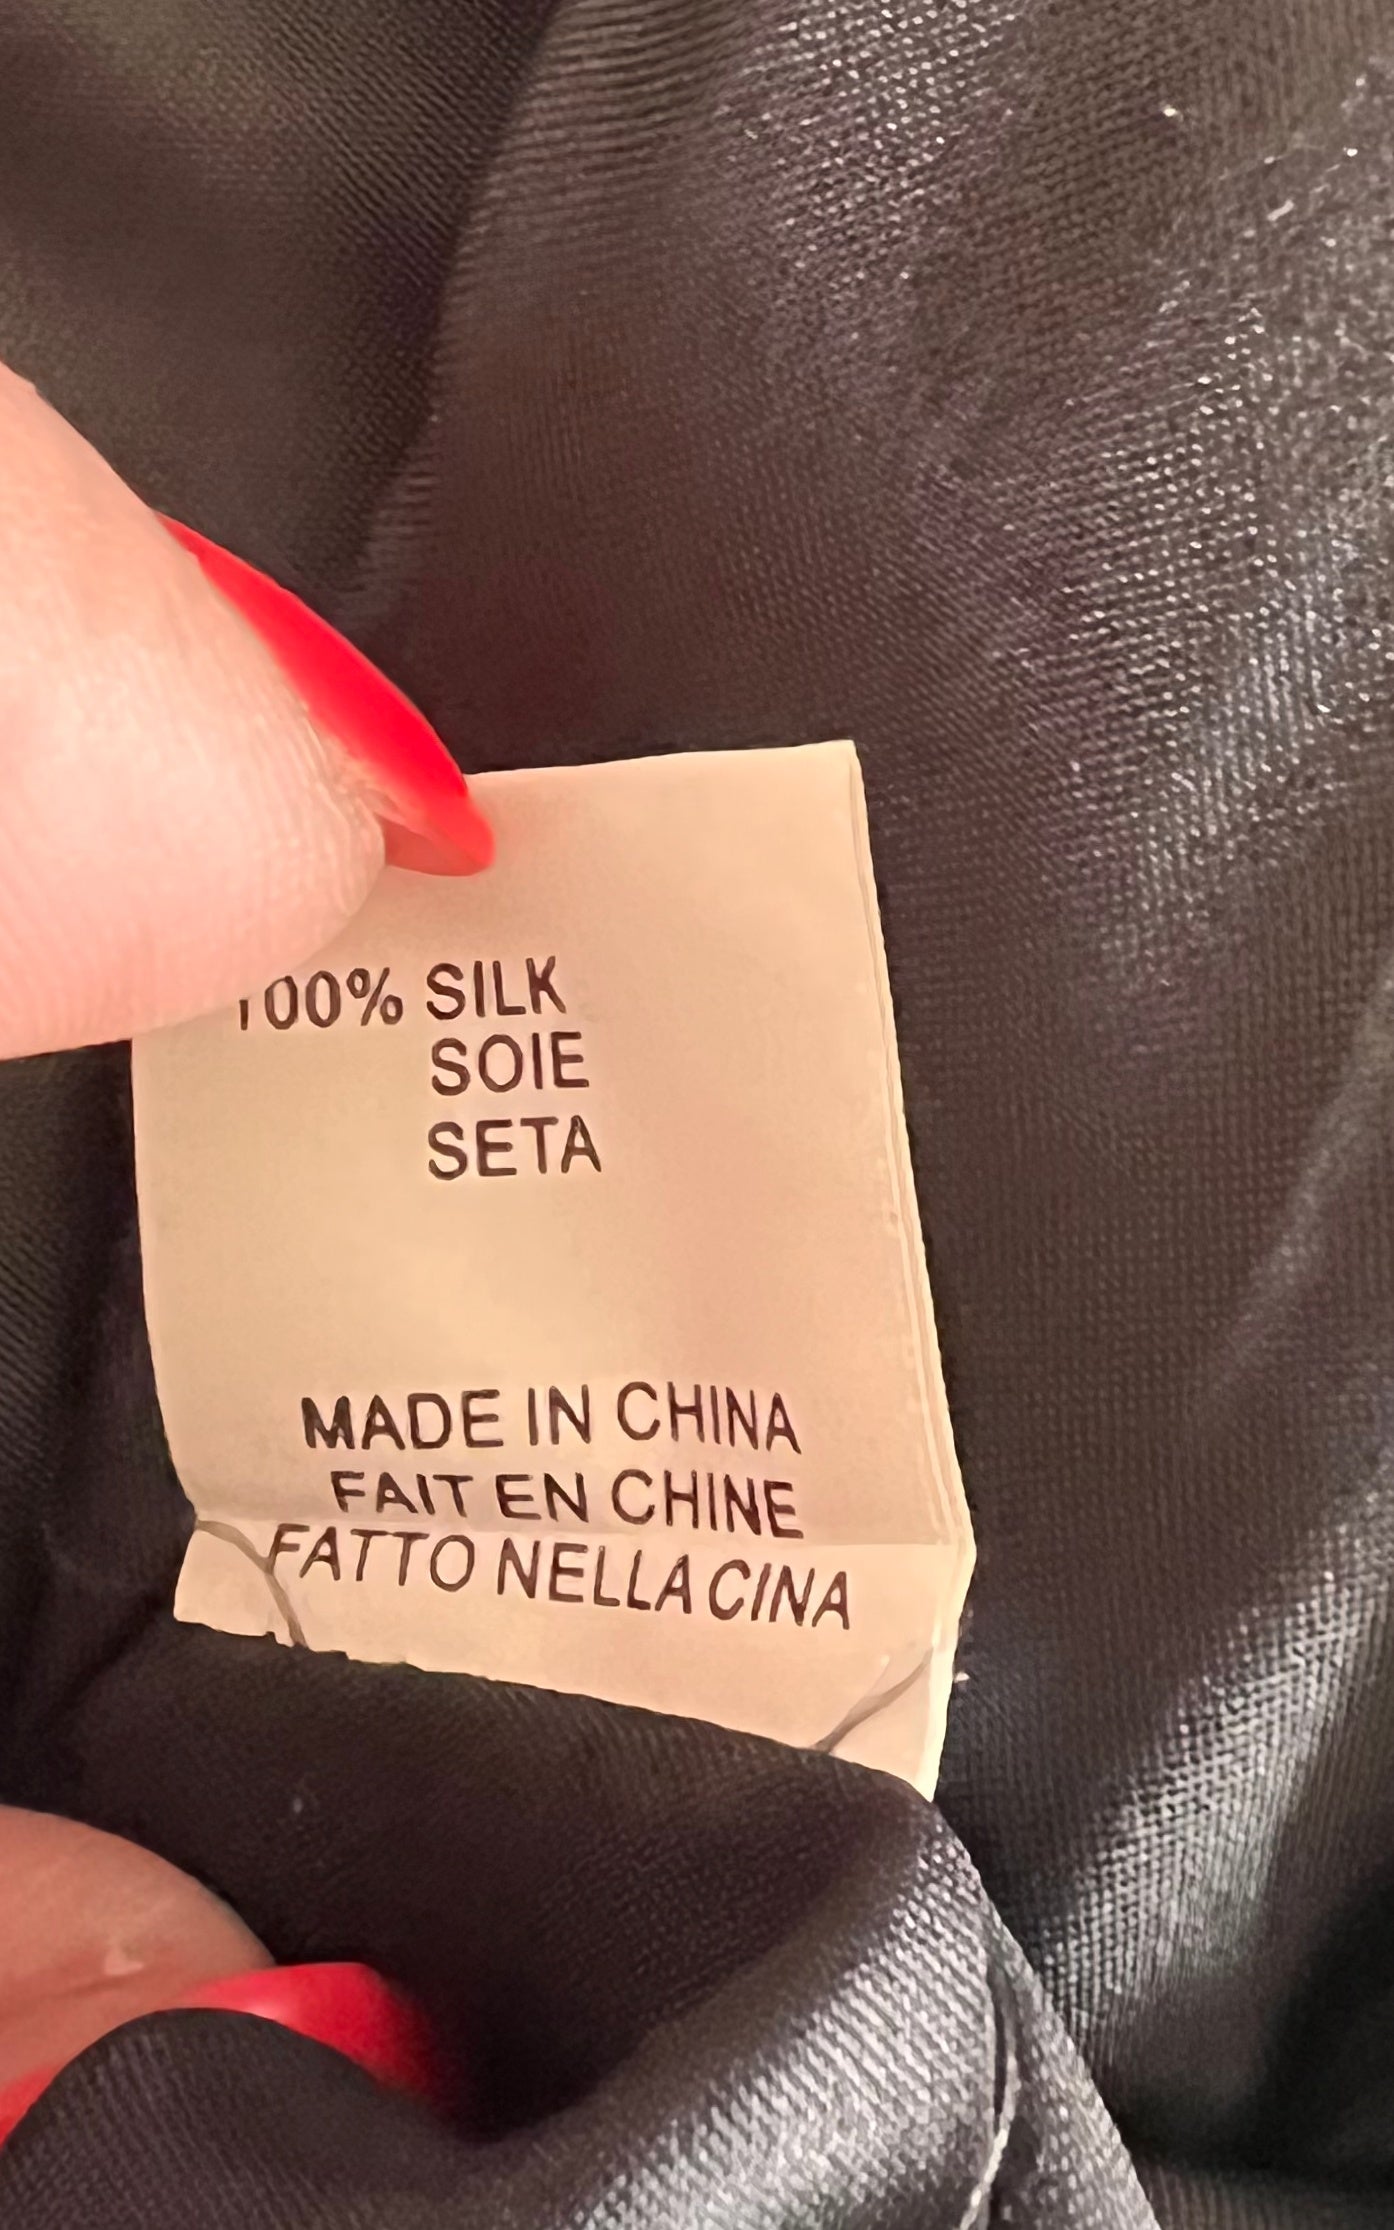 100% SILK
SOIE
SETA
MADE IN CHINA
FAIT EN CHINE
FATTO NELLA CINA